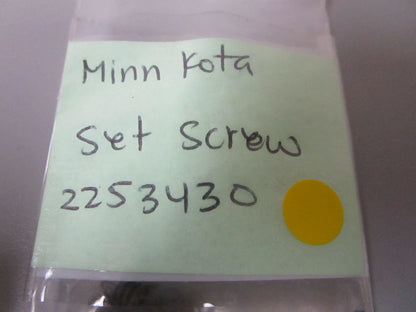 Minn Kota
Set Screw
2253430